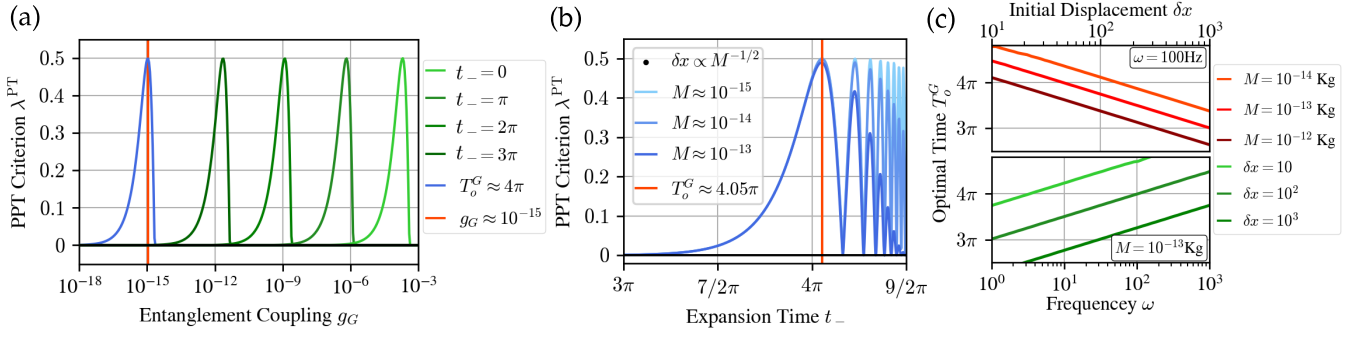 (a)
PPT Criterion λ^PT
0.5
0.4
0.3
0.2
0.1
0
10^−18 10^−15 10^−12 10^−9 10^−6 10^−3
Entanglement Coupling g_G
t_− = 0
t_− = π
t_− = 2π
t_− = 3π
T_o^G ≈ 4π
g_G ≈ 10^−15
(b)
PPT Criterion λ^PT
0.5
0.4
0.3
0.2
0.1
0
δx ∝ M^−1/2
M ≈ 10^−15
M ≈ 10^−14
M ≈ 10^−13
T_o^G ≈ 4.05π
3π 7/2π 4π 9/2π
Expansion Time t_−
(c)
Initial Displacement δx
10^1 10^2 10^3
ω = 100Hz
Optimal Time T_o^G
4π
3π
4π
3π
M = 10^−13 Kg
10^0 10^1 10^2 10^3
Frequencey ω
M = 10^−14 Kg
M = 10^−13 Kg
M = 10^−12 Kg
δx = 10
δx = 10^2
δx = 10^3